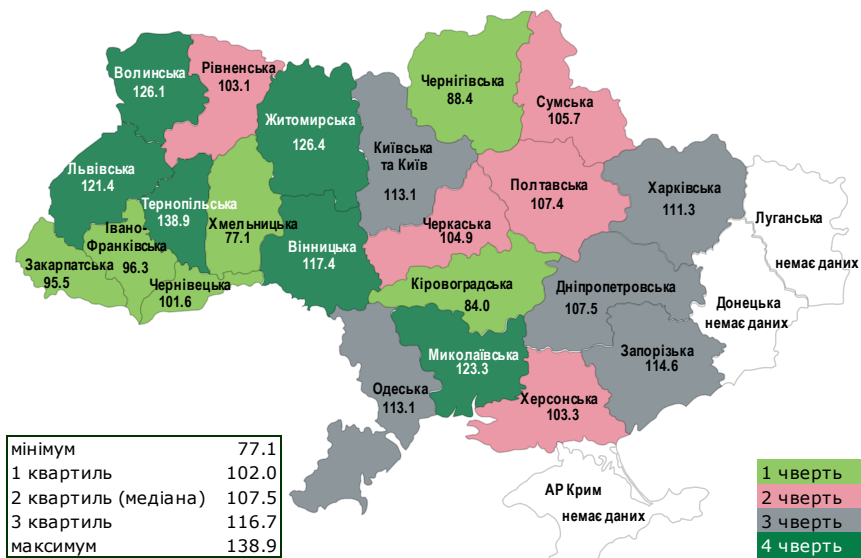 Волинська
126.1
Рівненська
103.1
Житомирська
126.4
Київська
та Київ
113.1
Чернігівська
88.4
Сумська
105.7
Львівська
121.4
Тернопільська
138.9
Хмельницька
77.1
Вінницька
117.4
Черкаська
104.9
Полтавська
107.4
Харківська
111.3
Луганська
немає даних
Івано-
Франківська
96.3
Закарпатська
95.5
Чернівецька
101.6
Кіровоградська
84.0
Дніпропетровська
107.5
Донецька
немає даних
Миколаївська
123.3
Запорізька
114.6
Одеська
113.1
Херсонська
103.3
АР Крим
немає даних
мінімум 77.1
1 квартиль 102.0
2 квартиль (медіана) 107.5
3 квартиль 116.7
максимум 138.9
1 чверть
2 чверть
3 чверть
4 чверть